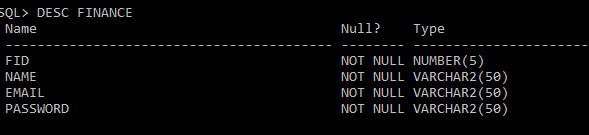 SQL> DESC FINANCE
Name Null? Type
----------------------------------------- -------- ----------------------
FID NOT NULL NUMBER(5)
NAME NOT NULL VARCHAR2(50)
EMAIL NOT NULL VARCHAR2(50)
PASSWORD NOT NULL VARCHAR2(50)